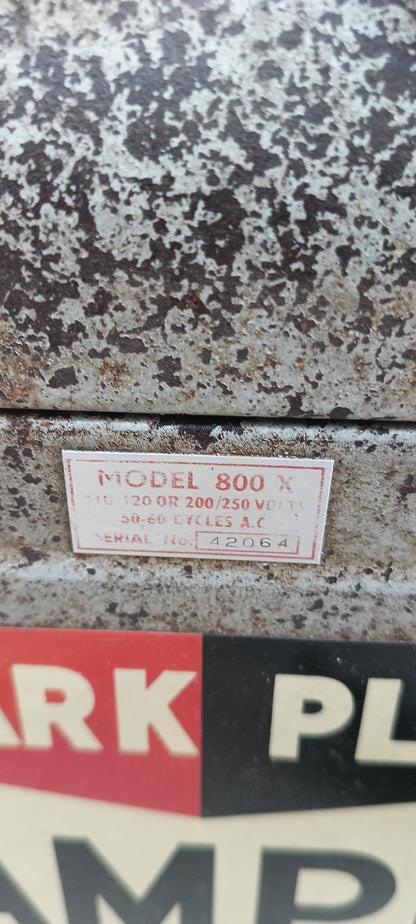 MODEL 800 X
110 120 OR 200/250 VOLTS
50-60 CYCLES A.C
SERIAL No. 42064
ARK PL
AMP